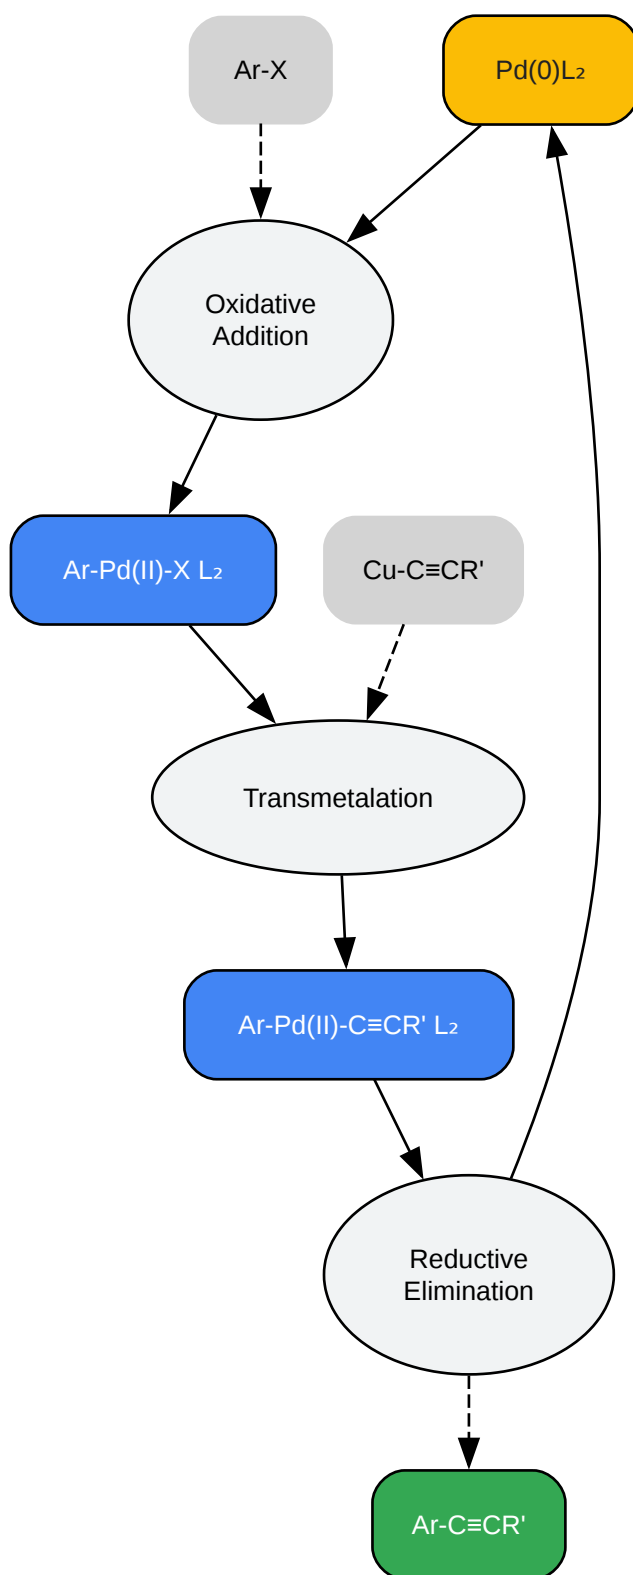 Ar-X
Pd(0)L₂
Oxidative
Addition
Ar-Pd(II)-X L₂
Cu-C≡CR'
Transmetalation
Ar-Pd(II)-C≡CR' L₂
Reductive
Elimination
Ar-C≡CR'